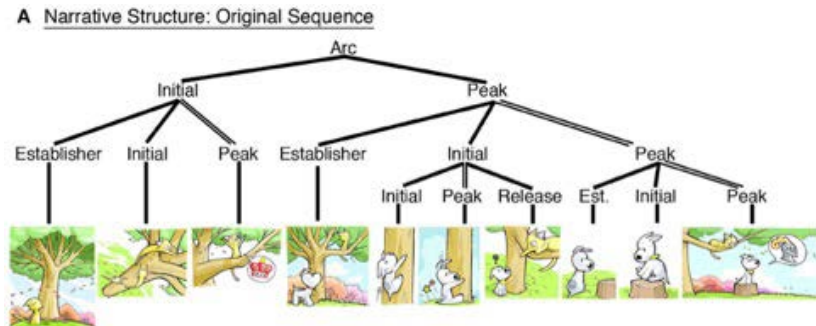 A Narrative Structure: Original Sequence
Arc
Initial Peak
Establisher Initial Peak Establisher Initial Peak
Initial Peak Release Est. Initial Peak